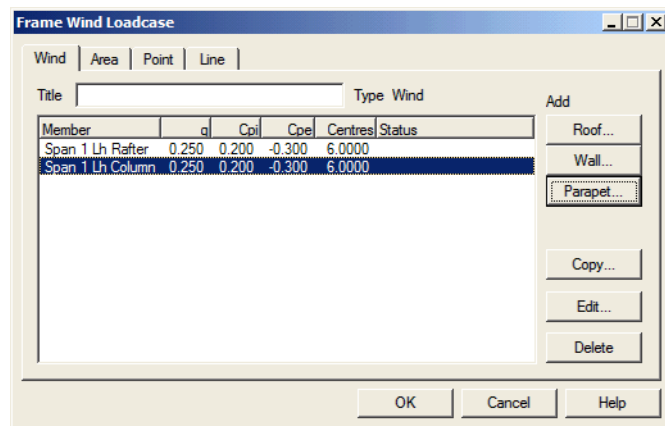 Frame Wind Loadcase
Wind Area Point Line
Title Type Wind
Add
Member q Cpi Cpe Centres Status
Span 1 Lh Rafter 0.250 0.200 -0.300 6.0000
Span 1 Lh Column 0.250 0.200 -0.300 6.0000
Roof...
Wall...
Parapet...
Copy...
Edit...
Delete
OK Cancel Help